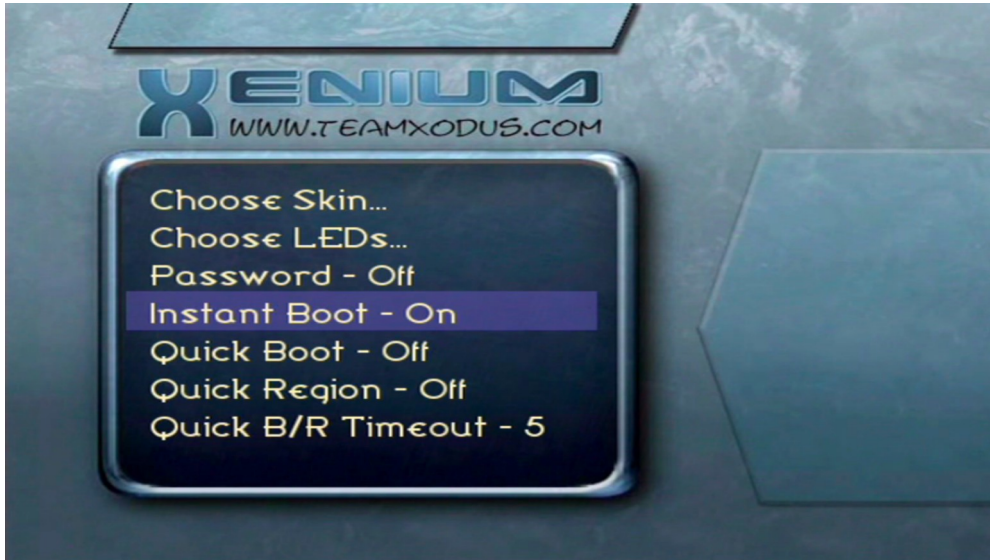 XENIUM
WWW.TEAMXODUS.COM
Choose Skin...
Choose LEDs...
Password - Off
Instant Boot - On
Quick Boot - Off
Quick Region - Off
Quick B/R Timeout - 5